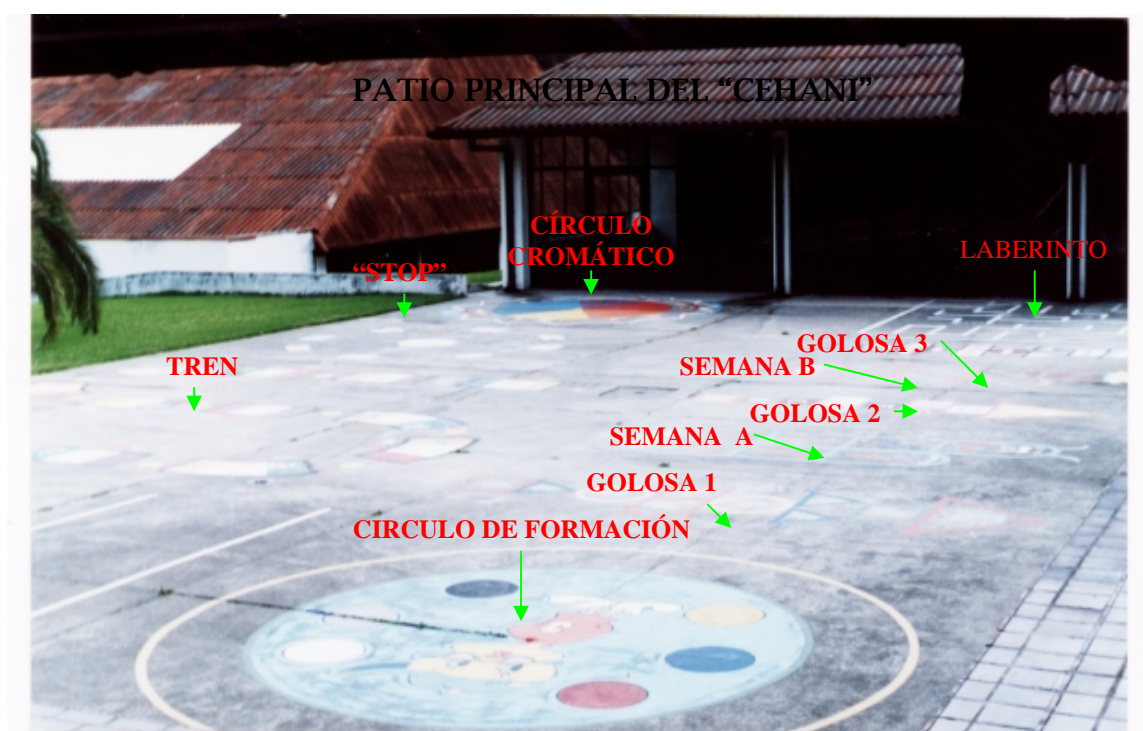 PATIO PRINCIPAL DEL “CEHANI”
CÍRCULO
CROMÁTICO
LABERINTO
“STOP”
GOLOSA 3
TREN
SEMANA B
GOLOSA 2
SEMANA A
GOLOSA 1
CIRCULO DE FORMACIÓN